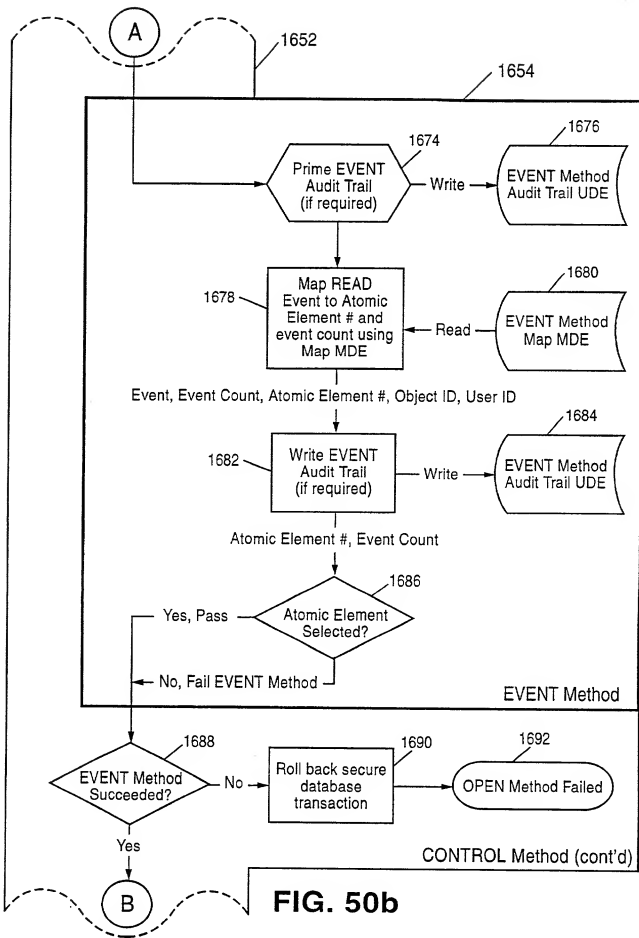 A
1652
1654
1674
1676
Prime EVENT
Audit Trail
(if required)
Write
EVENT Method
Audit Trail UDE
1678
Map READ
Event to Atomic
Element # and
event count using
Map MDE
1680
Read
EVENT Method
Map MDE
Event, Event Count, Atomic Element #, Object ID, User ID
1682
Write EVENT
Audit Trail
(if required)
Write
1684
EVENT Method
Audit Trail UDE
Atomic Element #, Event Count
1686
Atomic Element
Selected?
Yes, Pass
No, Fail EVENT Method
EVENT Method
1688
EVENT Method
Succeeded?
No
1690
Roll back secure
database
transaction
1692
OPEN Method Failed
Yes
CONTROL Method (cont'd)
B
FIG. 50b